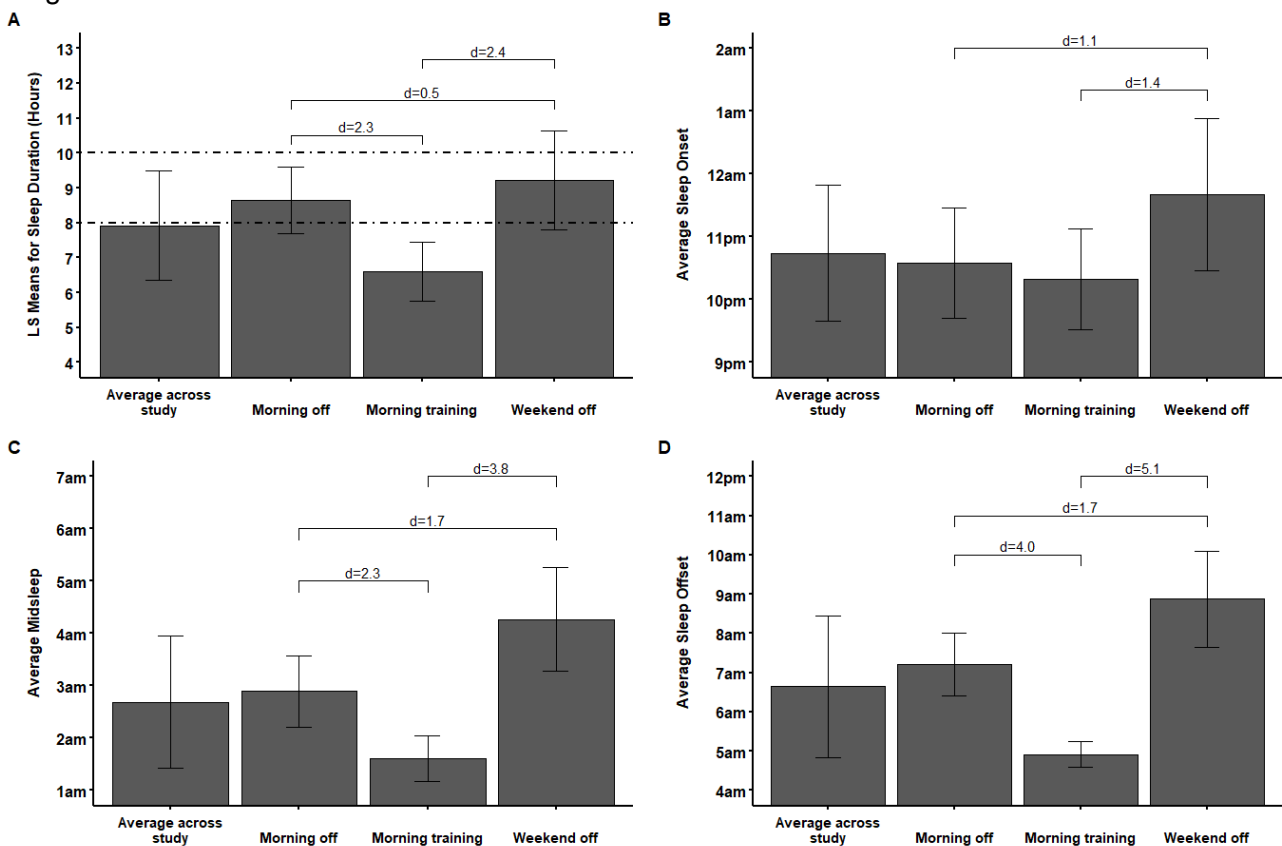 A
LS Means for Sleep Duration (Hours)
13
12
11
10
9
8
7
6
5
4
d=2.4
d=0.5
d=2.3
Average across
study
Morning off
Morning training
Weekend off
B
Average Sleep Onset
2am
1am
12am
11pm
10pm
9pm
d=1.1
d=1.4
Average across
study
Morning off
Morning training
Weekend off
C
Average Midsleep
7am
6am
5am
4am
3am
2am
1am
d=3.8
d=1.7
d=2.3
Average across
study
Morning off
Morning training
Weekend off
D
Average Sleep Offset
12pm
11am
10am
9am
8am
7am
6am
5am
4am
d=5.1
d=1.7
d=4.0
Average across
study
Morning off
Morning training
Weekend off